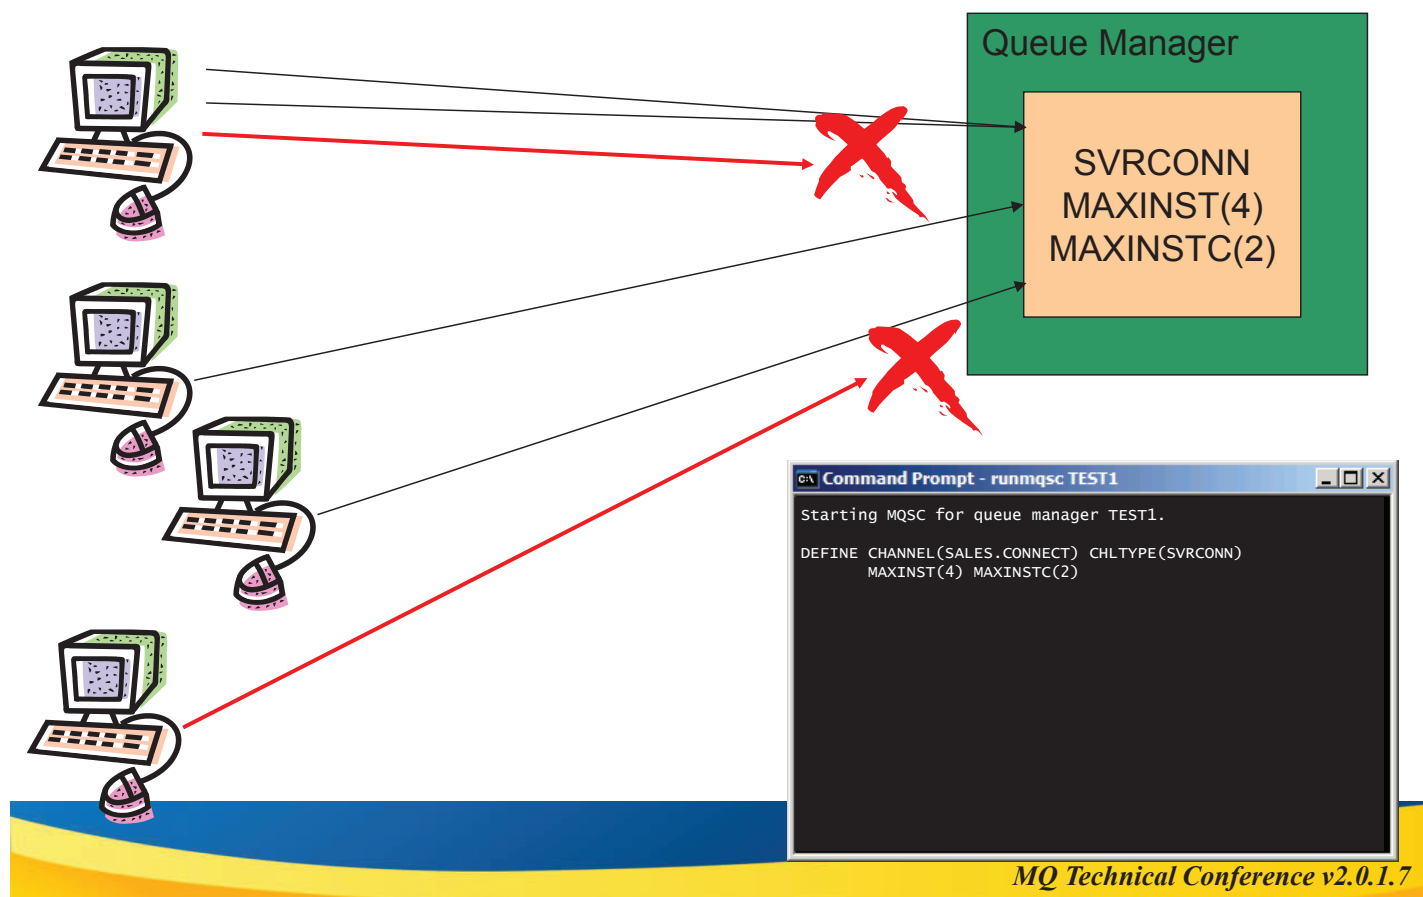 Queue Manager
SVRCONN
MAXINST(4)
MAXINSTC(2)
Command Prompt - runmqsc TEST1
Starting MQSC for queue manager TEST1.
DEFINE CHANNEL(SALES.CONNECT) CHLTYPE(SVRCONN)
MAXINST(4) MAXINSTC(2)
MQ Technical Conference v2.0.1.7